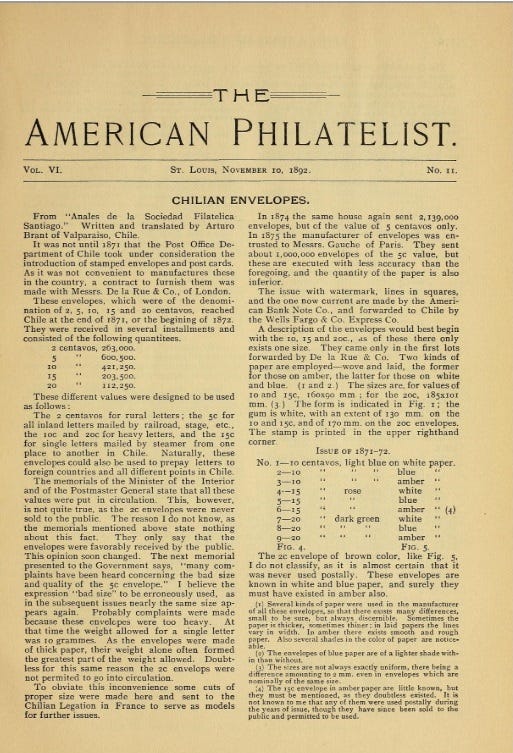 THE
AMERICAN PHILATELIST.
VOL. VI. ST. LOUIS, NOVEMBER 10, 1892. NO. 11.
CHILIAN ENVELOPES.
From "Anales de la Sociedad Filatelica
Santiago." Written and translated by Arturo
Brant of Valparaiso, Chile.
It was not until 1871 that the Post Office De-
partment of Chile took under consideration the
introduction of stamped envelopes and post cards.
As it was not convenient to manufactures these
in the country, a contract to furnish them was
made with Messrs. De la Rue & Co., of London.
These envelopes, which were of the denomi-
nation of 2, 5, 10, 15 and 20 centavos, reached
Chile at the end of 1871, or the begining of 1872.
They were received in several installments and
consisted of the following quantitees.
2 centavos, 263,000.
5 " 600,500.
10 " 421,250.
15 " 203,500.
20 " 112,250.
These different values were designed to be used
as follows:
The 2 centavos for rural letters; the 5c for
all inland letters mailed by railroad, stage, etc.,
the 10c and 20c for heavy letters, and the 15c
for single letters mailed by steamer from one
place to another in Chile. Naturally, these
envelopes could also be used to prepay letters to
foreign countries and all different points in Chile.
The memorials of the Minister of the Interior
and of the Postmaster General state that all these
values were put in circulation. This, however,
is not quite true, as the 2c envelopes were never
sold to the public. The reason I do not know, as
the memorials mentioned above state nothing
about this fact. They only say that the
envelopes were favorably received by the public.
This opinion soon changed. The next memorial
presented to the Government says, "many com-
plaints have been heard concerning the bad size
and quality of the 5c envelope." I believe the
expression "bad size" to be erroneously used, as
in the subsequent issues nearly the same size ap-
pears again. Probably complaints were made
because these envelopes were too heavy. At
that time the weight allowed for a single letter
was 10 grammes. As the envelopes were made
of thick paper, their weight alone often formed
the greatest part of the weight allowed. Doubt-
less for this same reason the 2c envelops were
not permited to go into circulation.
To obviate this inconvenience some cuts of
proper size were made here and sent to the
Chilian Legation in France to serve as models
for further issues.
In 1874 the same house again sent 2,139,000
envelopes, but of the value of 5 centavos only.
In 1875 the manufacturer of envelopes was en-
trusted to Messrs. Gauche of Paris. They sent
about 1,000,000 envelopes of the 5c value, but
these are executed with less accuracy than the
foregoing, and the quantity of the paper is also
inferior.
The issue with watermark, lines in squares,
and the one now current are made by the Ameri-
can Bank Note Co., and forwarded to Chile by
the Wells Fargo & Co. Express Co.
A description of the envelopes would best begin
with the 10, 15 and 20c., as of these there only
exists one size. They came only in the first lots
forwarded by De la Rue & Co. Two kinds of
paper are employed—wove and laid, the former
for those on amber, the latter for those on white
and blue. (1 and 2.) The sizes are, for values of
10 and 15c, 160x90 mm; for the 20c, 185x101
mm. (3.) The form is indicated in Fig. 1; the
gum is white, with an extent of 130 mm. on the
10 and 15c, and of 170 mm. on the 20c envelopes.
The stamp is printed in the upper righthand
corner
ISSUE OF 1871-72.
No. 1—10 centavos, light blue on white paper.
2—10 " " " blue "
3—10 " " " amber "
4—15 " rose white "
5—15 " " blue "
6—15 " " amber " (4)
7—20 " dark green white "
8—20 " " " blue "
9—20 " " " amber "
FIG. 4. FIG. 5.
The 2c envelope of brown color, like Fig. 5,
I do not classify, as it is almost certain that it
was never used postally. These envelopes are
known in white and blue paper, and surely they
must have existed in amber also.
(1) Several kinds of paper were used in the manufacturer
of all these envelopes, so that there exists many differences,
small to be sure, but always discernible. Sometimes the
paper is thicker, sometimes thiner; in laid papers the lines
vary in width. In amber there exists smooth and rough
paper. Also several shades in the color of paper are notice-
able.
(2) The envelopes of blue paper are of a lighter shade with-
in than without.
(3) The sizes are not always exactly uniform, there being a
difference amounting to 2 mm. even in envelopes which are
nominally of the same size.
(4) The 15c envelope in amber paper are little known, but
they must be mentioned, as they doubtless existed. It is
not known to me that any of them were used postally during
the years of issue, though they have since been sold to the
public and permitted to be used.